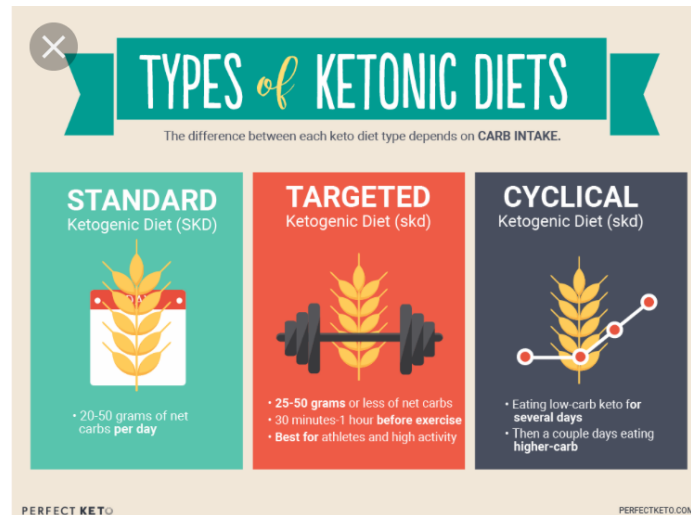 TYPES of KETONIC DIETS
The difference between each keto diet type depends on CARB INTAKE.
STANDARD
Ketogenic Diet (SKD)
• 20-50 grams of net
carbs per day
TARGETED
Ketogenic Diet (skd)
• 25-50 grams or less of net carbs
• 30 minutes-1 hour before exercise
• Best for athletes and high activity
CYCLICAL
Ketogenic Diet (skd)
• Eating low-carb keto for
several days
• Then a couple days eating
higher-carb
PERFECT KETO
PERFECTKETO.COM